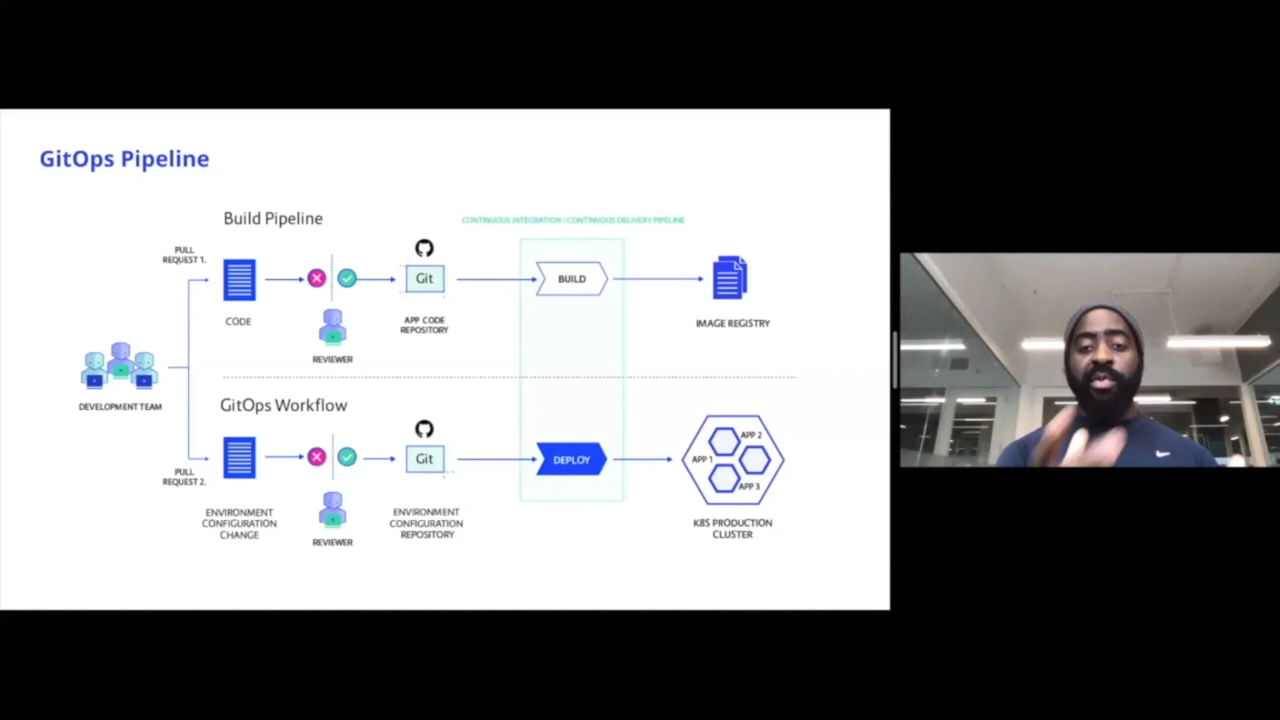 GitOps Pipeline
Build Pipeline
CONTINUOUS INTEGRATION / CONTINUOUS DELIVERY PIPELINE
PULL
REQUEST 1.
CODE
REVIEWER
Git
APP CODE
REPOSITORY
BUILD
IMAGE REGISTRY
DEVELOPMENT TEAM
GitOps Workflow
PULL
REQUEST 2.
ENVIRONMENT
CONFIGURATION
CHANGE
REVIEWER
Git
ENVIRONMENT
CONFIGURATION
REPOSITORY
DEPLOY
APP 2
APP 1
APP 3
K8S PRODUCTION
CLUSTER